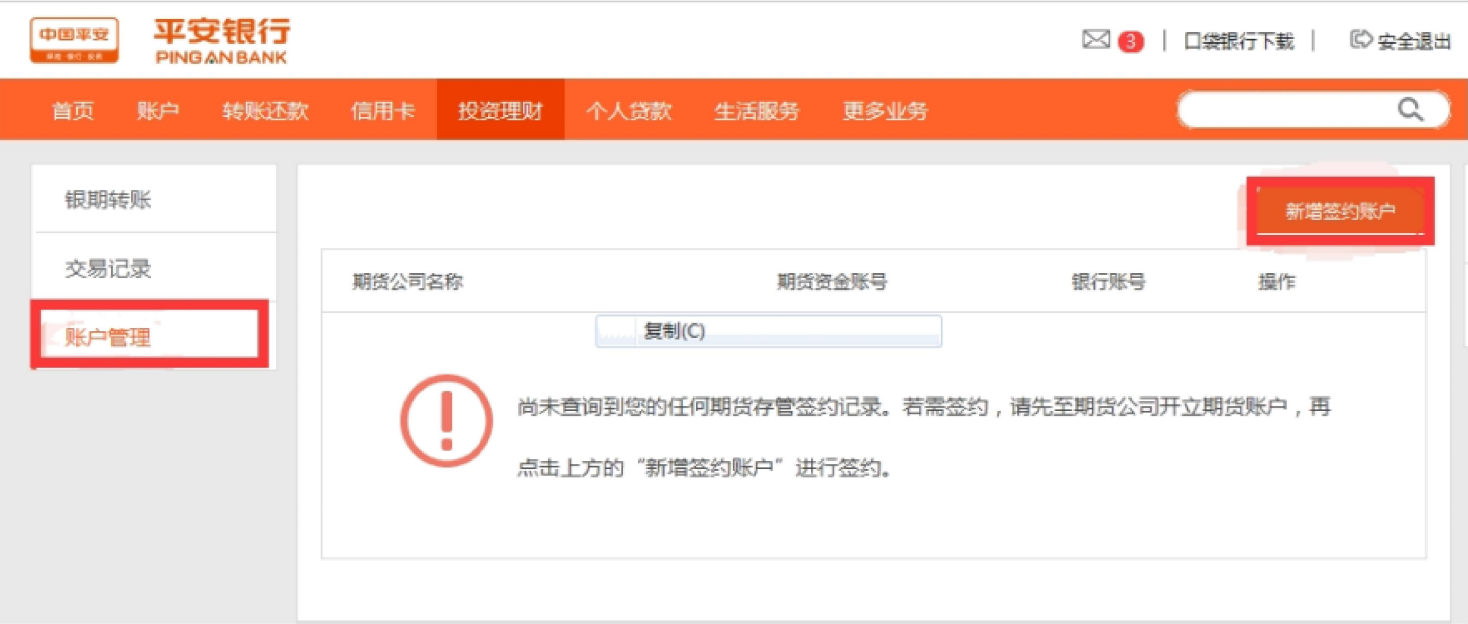 中国平安
保险·银行·投资
平安银行
PING AN BANK
3
口袋银行下载
安全退出
首页 账户 转账还款 信用卡 投资理财 个人贷款 生活服务 更多业务
银期转账
交易记录
账户管理
新增签约账户
期货公司名称 期货资金账号 银行账号 操作
复制(C)
尚未查询到您的任何期货存管签约记录。若需签约，请先至期货公司开立期货账户，再
点击上方的“新增签约账户”进行签约。